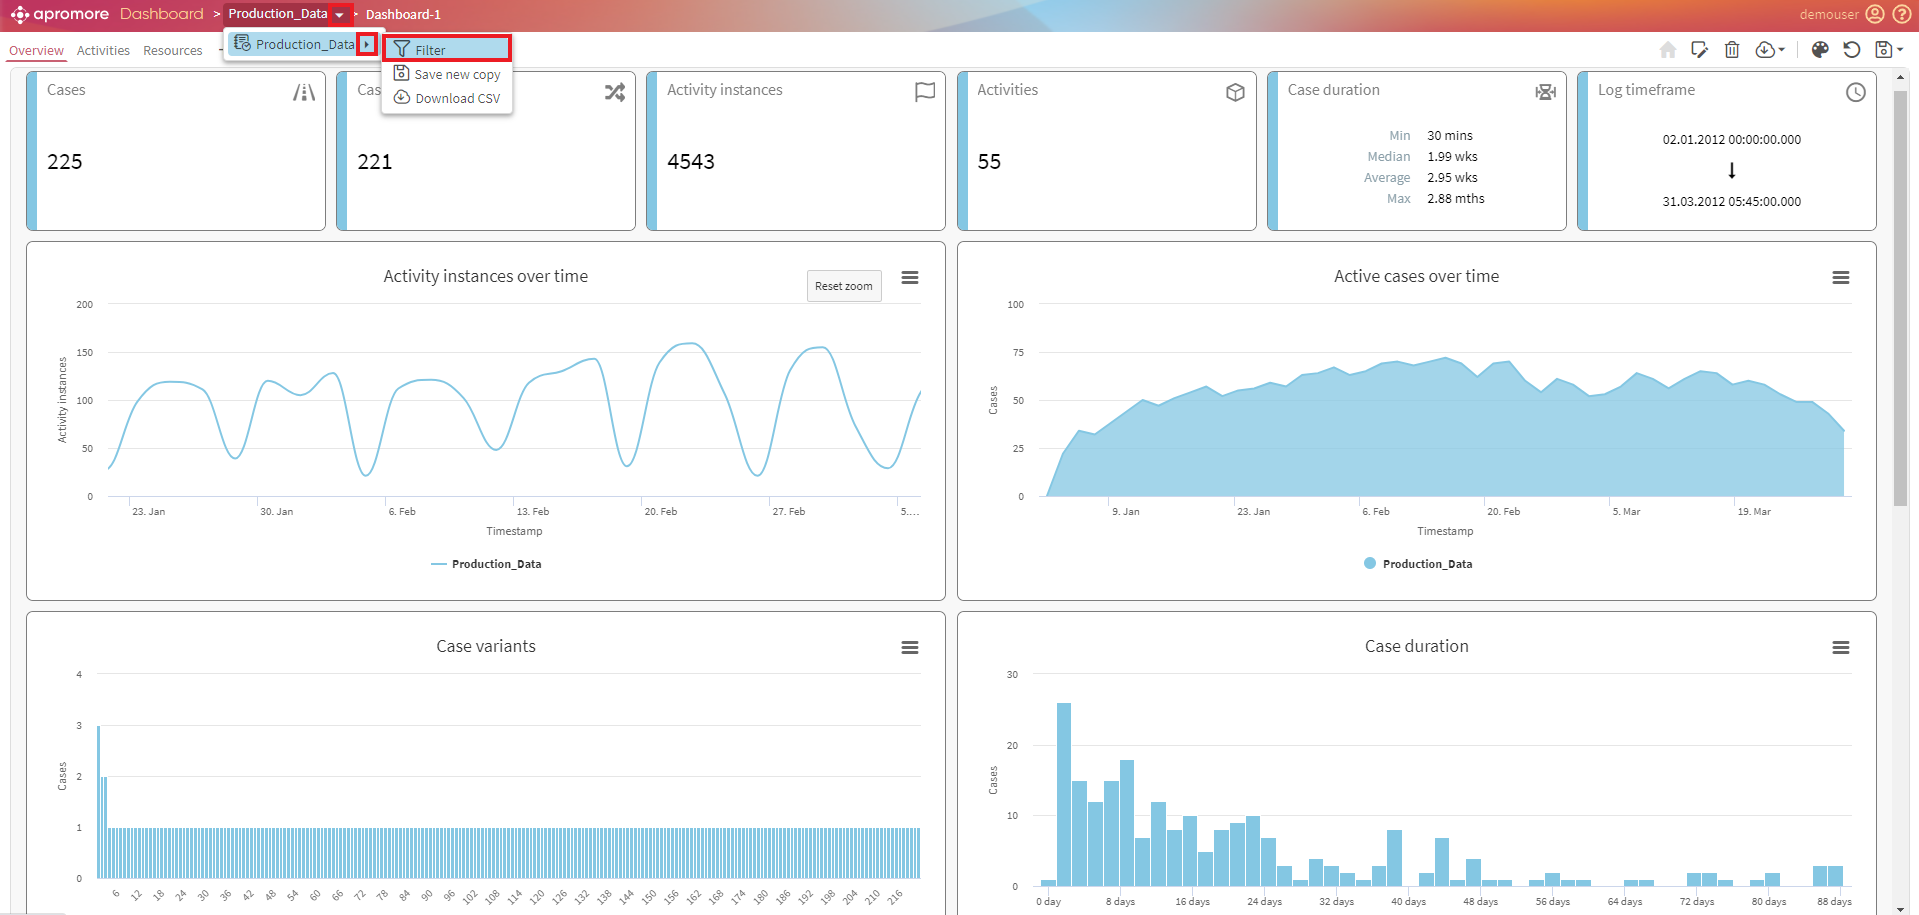 apromore Dashboard > Production_Data > Dashboard-1
demouser
Overview Activities Resources
Production_Data
Filter
Save new copy
Download CSV
Cases
225
Cas
221
Activity instances
4543
Activities
55
Case duration
Min 30 mins
Median 1.99 wks
Average 2.95 wks
Max 2.88 mths
Log timeframe
02.01.2012 00:00:00.000
31.03.2012 05:45:00.000
Activity instances over time
Reset zoom
Activity instances
200
150
100
50
0
23. Jan 30. Jan 6. Feb 13. Feb 20. Feb 27. Feb 5....
Timestamp
Production_Data
Active cases over time
Cases
100
75
50
25
0
9. Jan 23. Jan 6. Feb 20. Feb 5. Mar 19. Mar
Timestamp
Production_Data
Case variants
Cases
4
3
2
1
0
6 12 18 24 30 36 42 48 54 60 66 72 78 84 90 96 102 108 114 120 126 132 138 144 150 156 162 168 174 180 186 192 198 204 210 216
Case duration
Cases
30
20
10
0
0 day 8 days 16 days 24 days 32 days 40 days 48 days 56 days 64 days 72 days 80 days 88 days